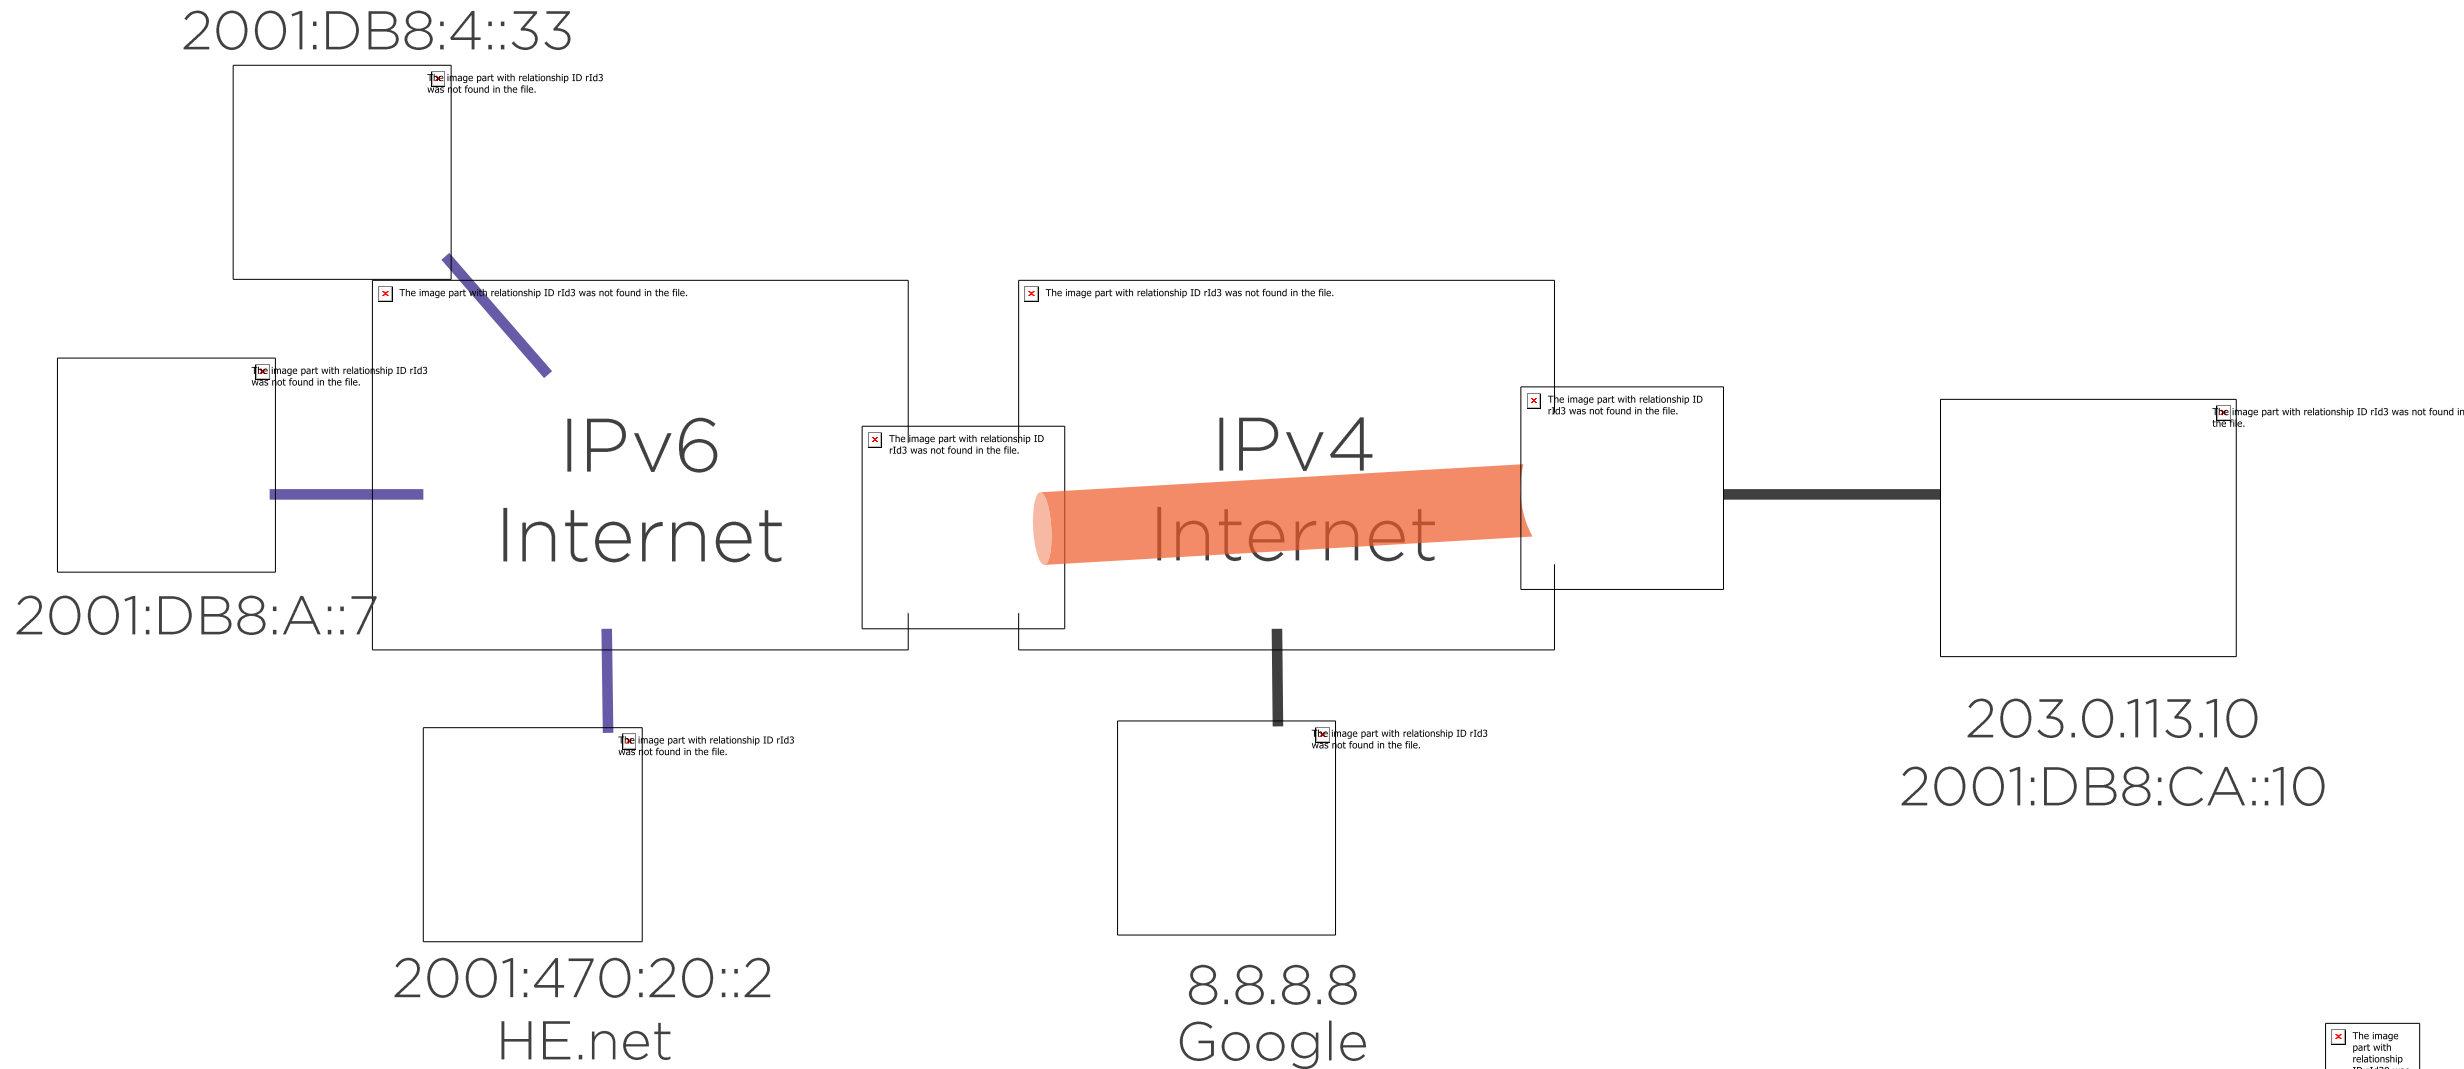 2001:DB8:4::33
The image part with relationship ID rId3
was not found in the file.
The image part with relationship ID rId3 was not found in the file.
The image part with relationship ID rId3 was not found in the file.
The image part with relationship ID rId3
was not found in the file.
The image part with relationship ID
rId3 was not found in the file.
The image part with relationship ID rId3 was not found in
the file.
IPv6
Internet
The image part with relationship ID
rId3 was not found in the file.
IPv4
Internet
2001:DB8:A::7
203.0.113.10
2001:DB8:CA::10
The image part with relationship ID rId3
was not found in the file.
The image part with relationship ID rId3
was not found in the file.
2001:470:20::2
HE.net
8.8.8.8
Google
The image
part with
relationship